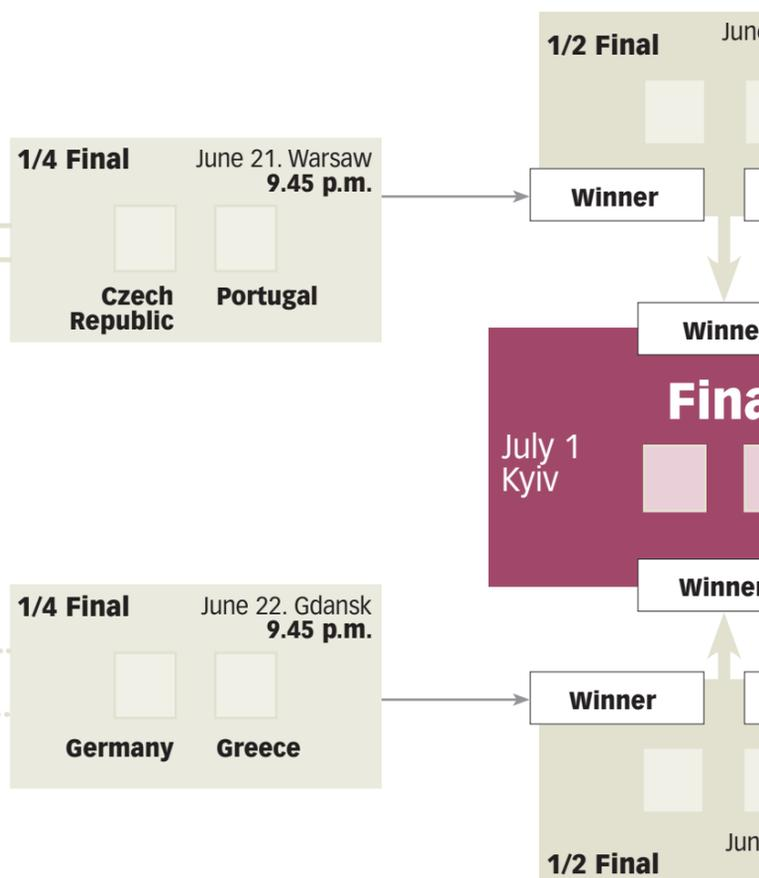 1/2 Final
1/4 Final
June 21. Warsaw
9.45 p.m.
Winner
Czech
Republic
Portugal
July 1
Kyiv
1/4 Final
June 22. Gdansk
9.45 p.m.
Winner
Germany
Greece
1/2 Final